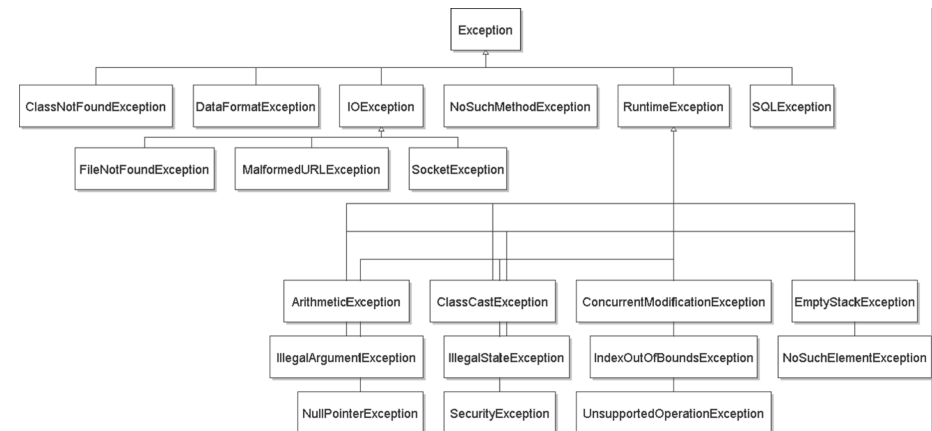 Exception
ClassNotFoundException
DataFormatException
IOException
NoSuchMethodException
RuntimeException
SQLException
FileNotFoundException
MalformedURLException
SocketException
ArithmeticException
ClassCastException
ConcurrentModificationException
EmptyStackException
IllegalArgumentException
IllegalStateException
IndexOutOfBoundsException
NoSuchElementException
NullPointerException
SecurityException
UnsupportedOperationException